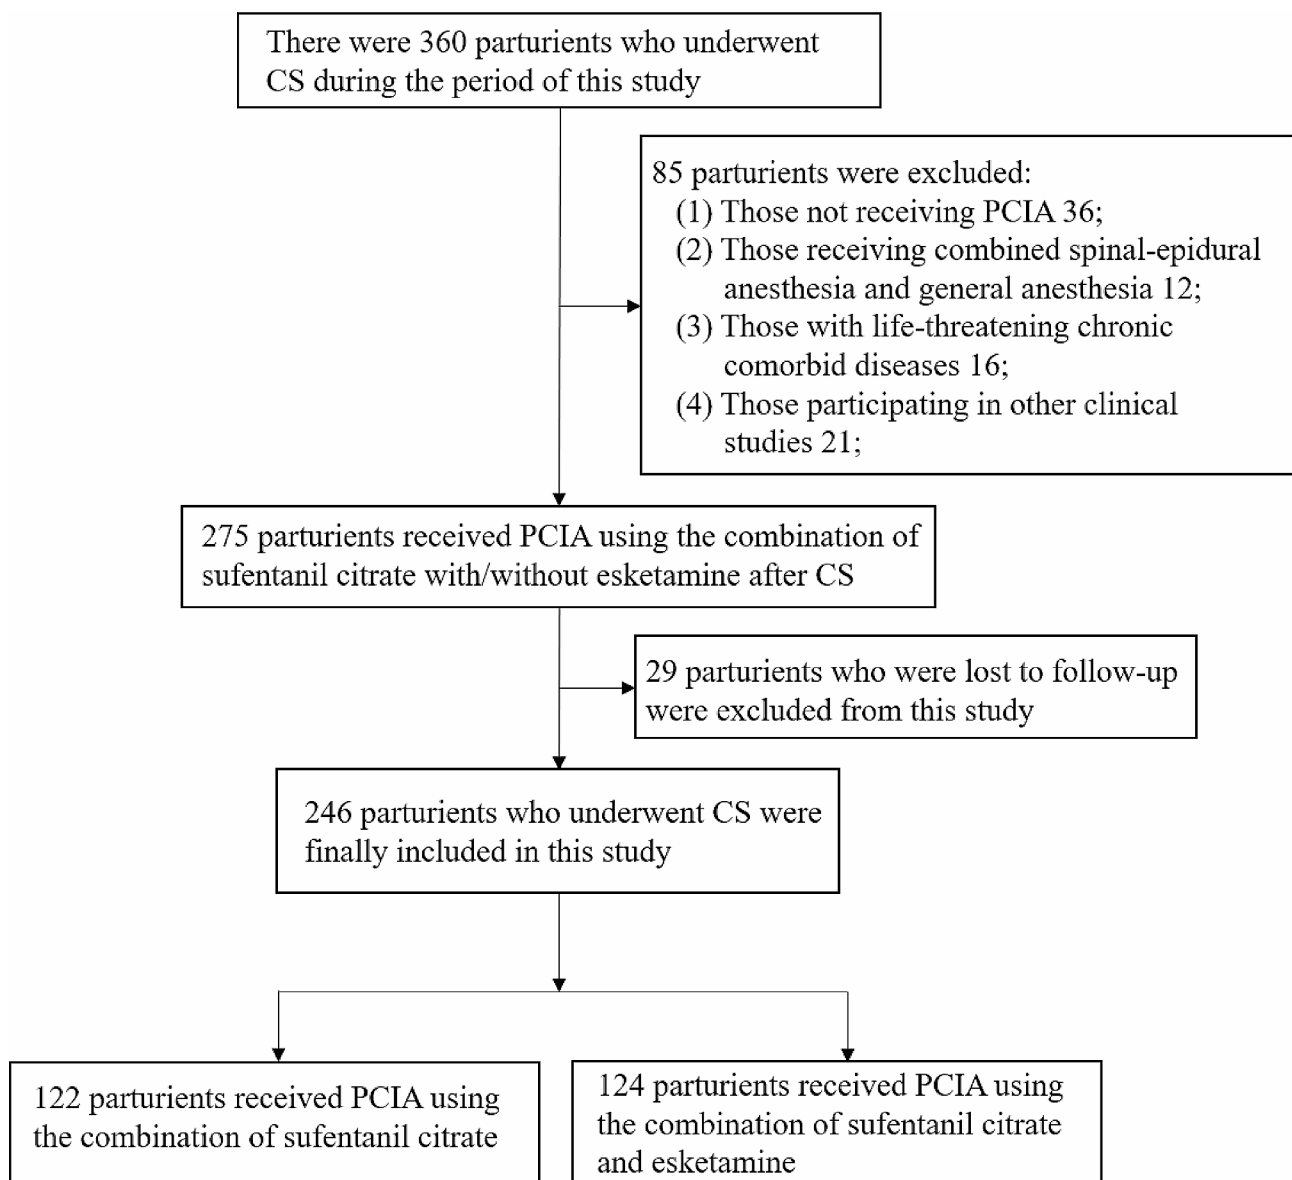 There were 360 parturients who underwent
CS during the period of this study
85 parturients were excluded:
(1) Those not receiving PCIA 36;
(2) Those receiving combined spinal-epidural
anesthesia and general anesthesia 12;
(3) Those with life-threatening chronic
comorbid diseases 16;
(4) Those participating in other clinical
studies 21;
275 parturients received PCIA using the combination of
sufentanil citrate with/without esketamine after CS
29 parturients who were lost to follow-up
were excluded from this study
246 parturients who underwent CS were
finally included in this study
122 parturients received PCIA using
the combination of sufentanil citrate
124 parturients received PCIA using
the combination of sufentanil citrate
and esketamine